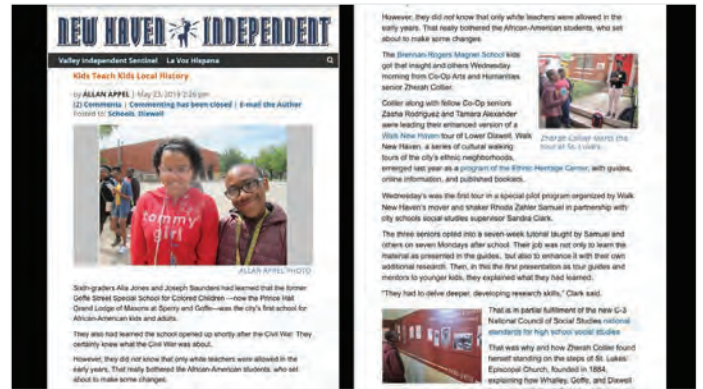 NEW HAVEN INDEPENDENT
Valley Independent Sentinel La Voz Hispana
Kids Teach Kids Local History
by ALLAN APPEL | May 23, 2019 2:26 pm
(2) Comments | Commenting has been closed | E-mail the Author
Posted to: Schools, Dixwell
tommy
girl
ALLAN APPEL PHOTO
Sixth-graders Alia Jones and Joseph Saunders had learned that the former
Goffe Street Special School for Colored Children —now the Prince Hall
Grand Lodge of Masons at Sperry and Goffe—was the city's first school for
African-American kids and adults.
They also had learned the school opened up shortly after the Civil War. They
certainly knew what the Civil War was about.
However, they did not know that only white teachers were allowed in the
early years. That really bothered the African-American students, who set
about to make some changes.
However, they did not know that only white teachers were allowed in the
early years. That really bothered the African-American students, who set
about to make some changes.
The Brennan-Rogers Magnet School kids
got that insight and others Wednesday
morning from Co-Op Arts and Humanities
senior Zherah Collier.
Collier along with fellow Co-Op seniors
Zasha Rodriguez and Tamara Alexander
were leading their enhanced version of a
Walk New Haven tour of Lower Dixwell. Walk
New Haven, a series of cultural walking
tours of the city's ethnic neighborhoods,
Zherah Collier starts the
tour at St. Luke's.
emerged last year as a program of the Ethnic Heritage Center, with guides,
online information, and published booklets.
Wednesday's was the first tour in a special pilot program organized by Walk
New Haven's mover and shaker Rhoda Zahler Samuel in partnership with
city schools social studies supervisor Sandra Clark.
The three seniors opted into a seven-week tutorial taught by Samuel and
others on seven Mondays after school. Their job was not only to learn the
material as presented in the guides, but also to enhance it with their own
additional research. Then, in this the first presentation as tour guides and
mentors to younger kids, they explained what they had learned.
"They had to delve deeper, developing research skills," Clark said.
That is in partial fulfillment of the new C-3
National Council of Social Studies national
standards for high school social studies
That was why and how Zherah Collier found
herself standing on the steps of St. Lukes'
Episcopal Church, founded in 1884,
explaining how Whalley, Goffe, and Dixwell